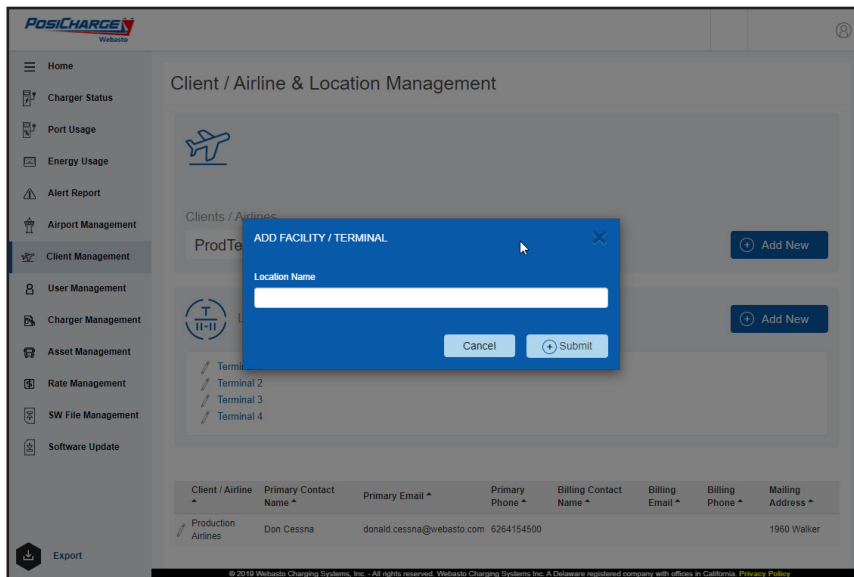 POSICHARGE
Webasto
Home
Charger Status
Port Usage
Energy Usage
Alert Report
Airport Management
Client Management
User Management
Charger Management
Asset Management
Rate Management
SW File Management
Software Update
Export
Client / Airline & Location Management
Clients / Airlines
ProdTe
Add New
ADD FACILITY / TERMINAL
Location Name
Cancel
Submit
T
II-II
L
Add New
Termin
Terminal 2
Terminal 3
Terminal 4
Client / Airline Primary Contact Name Primary Email Primary Phone Billing Contact Name Billing Email Billing Phone Mailing Address
Production Airlines Don Cessna donald.cessna@webasto.com 6264154500 1960 Walker
© 2019 Webasto Charging Systems, Inc. - All rights reserved. Webasto Charging Systems Inc. A Delaware registered company with offices in California. Privacy Policy